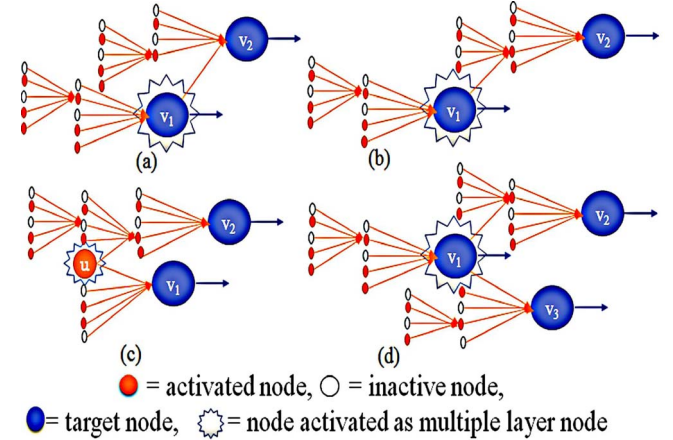 v2
v1
(a)
v2
v1
(b)
v2
u
v1
(c)
v2
v1
v3
(d)
= activated node, = inactive node,
= target node, = node activated as multiple layer node